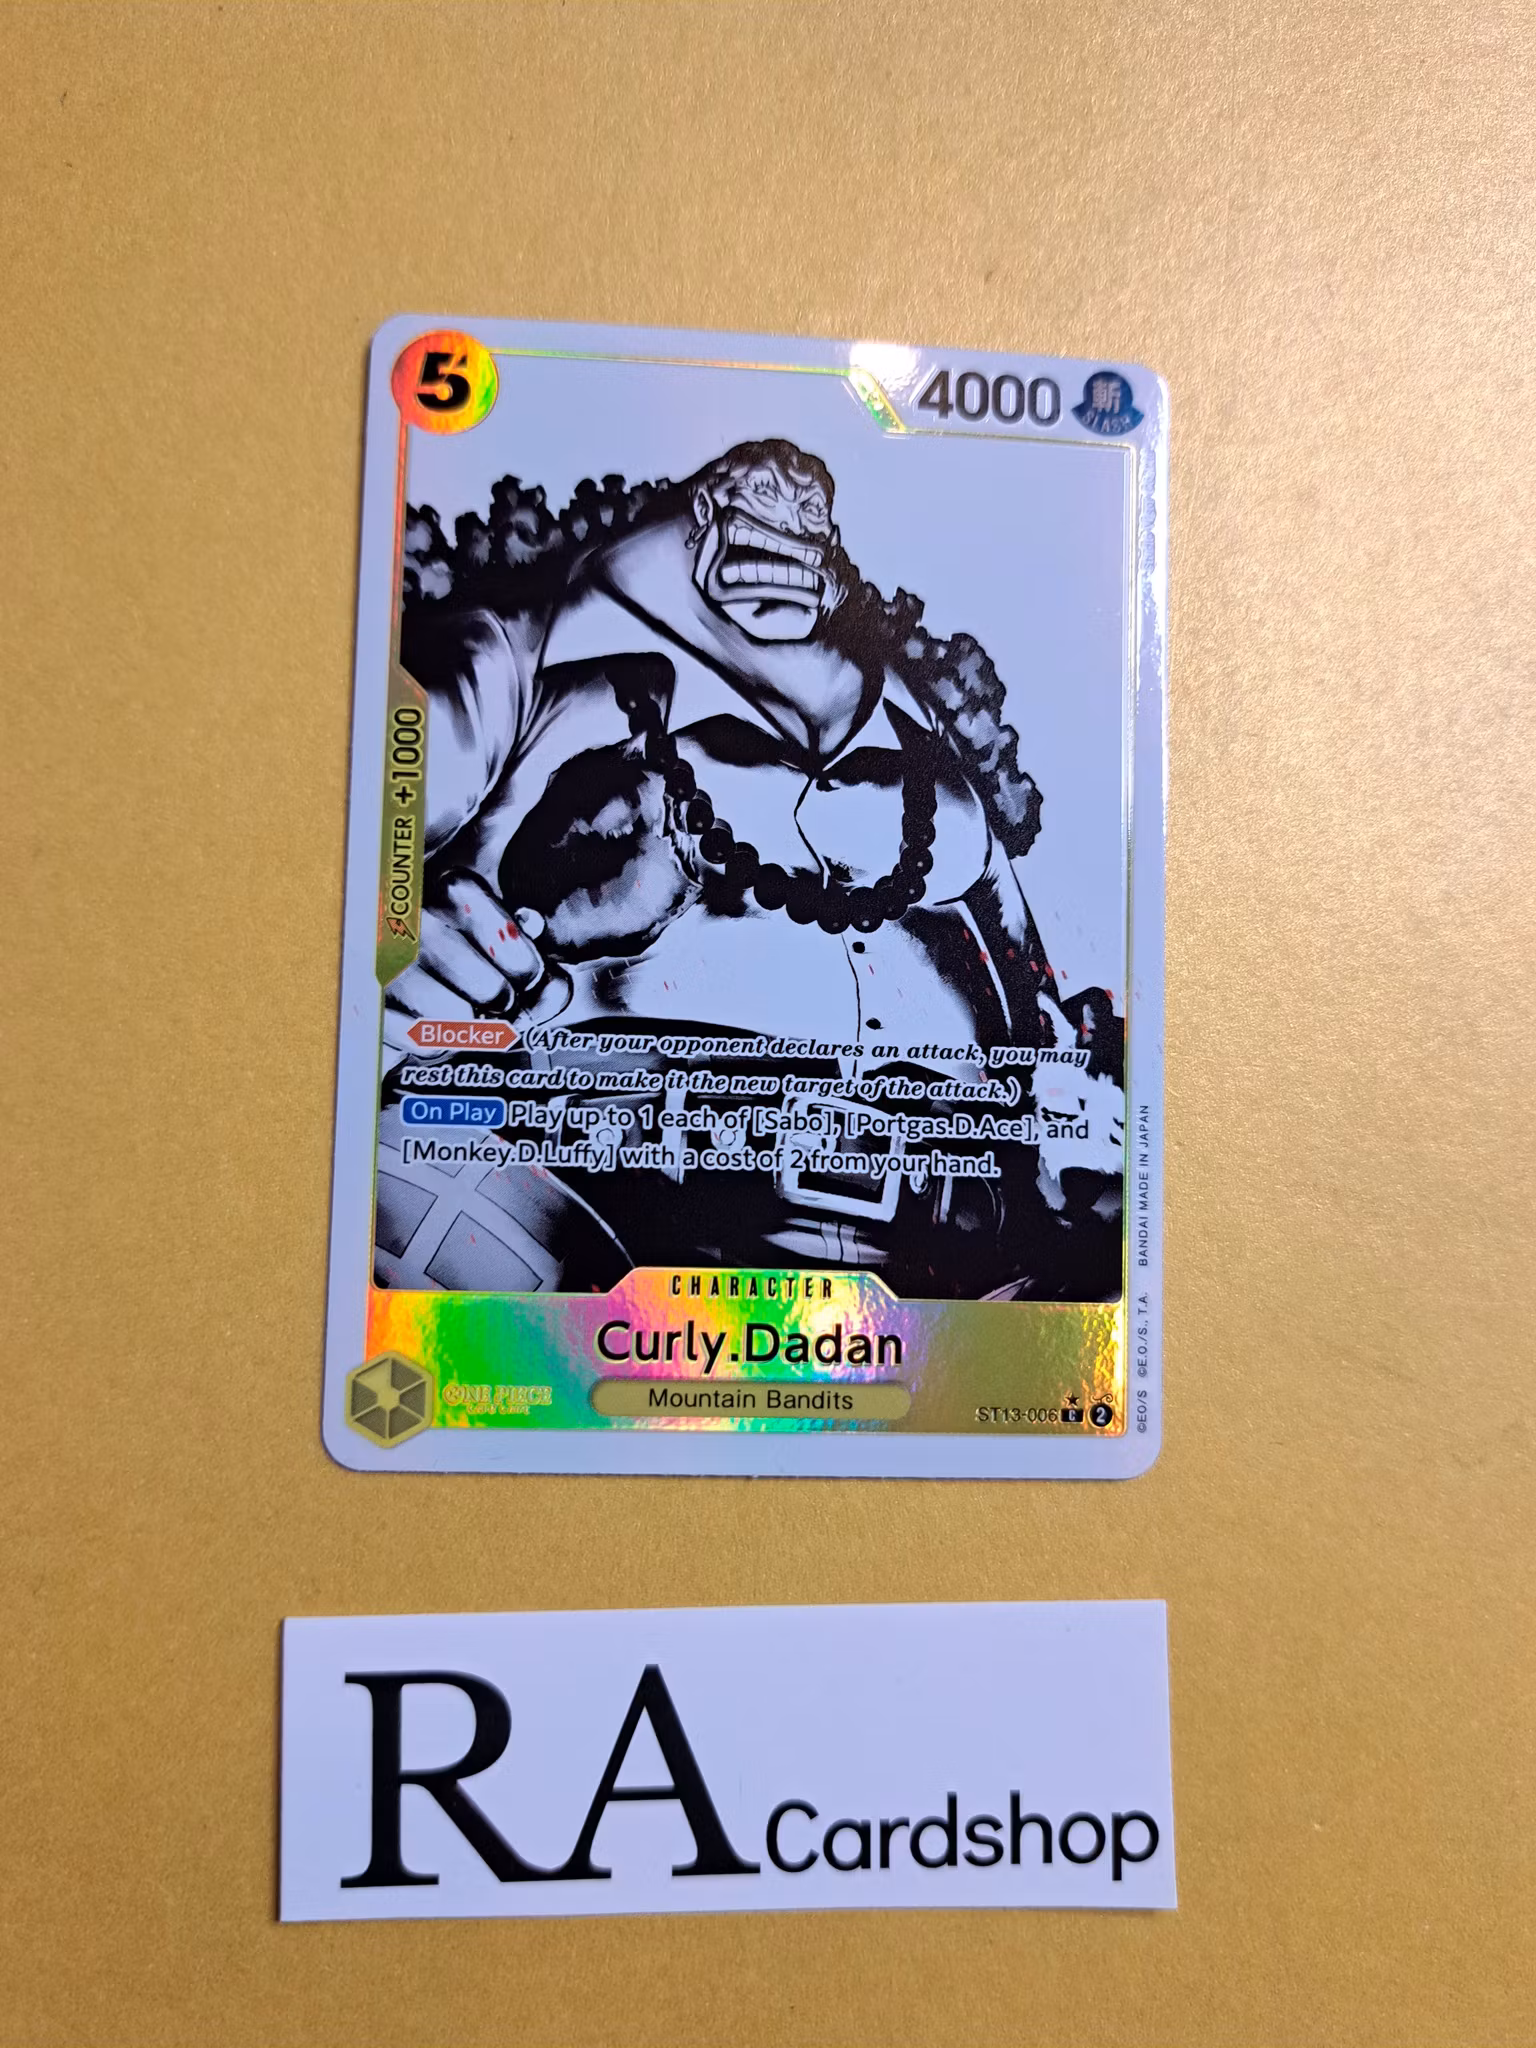 5
4000
斬
SLASH
COUNTER +1000
Blocker (After your opponent declares an attack, you may
rest this card to make it the new target of the attack.)
On Play Play up to 1 each of [Sabo], [Portgas.D.Ace], and
[Monkey.D.Luffy] with a cost of 2 from your hand.
CHARACTER
Curly.Dadan
Mountain Bandits
ONE PIECE
CARD GAME
ST13-006 C 2
©EO/S ©E.O./S., T.A. BANDAI MADE IN JAPAN
RA Cardshop